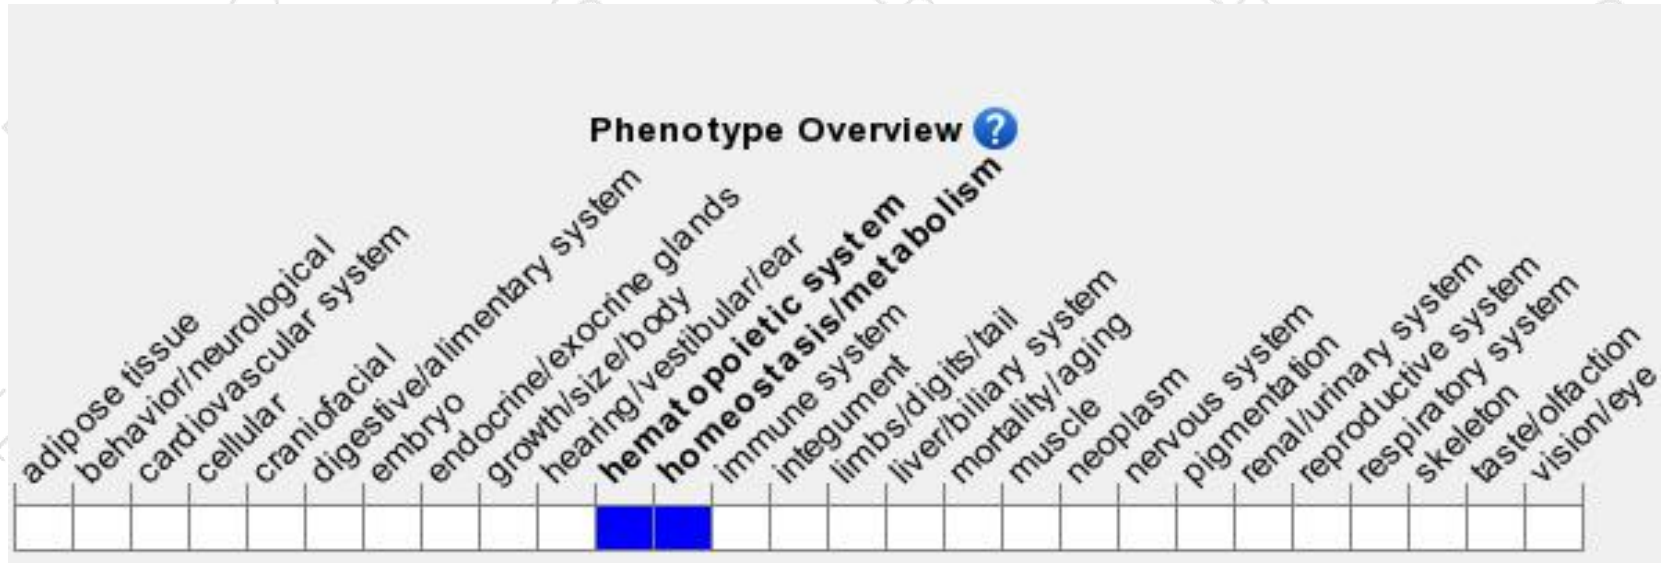 Phenotype Overview ?
adipose tissue
behavior/neurological
cardiovascular system
cellular
craniofacial
digestive/alimentary system
embryo
endocrine/exocrine glands
growth/size/body
hearing/vestibular/ear
hematopoietic system
homeostasis/metabolism
immune system
integument
limbs/digits/tail
liver/biliary system
mortality/aging
muscle
neoplasm
nervous system
pigmentation
renal/urinary system
reproductive system
respiratory system
skeleton
taste/olfaction
vision/eye